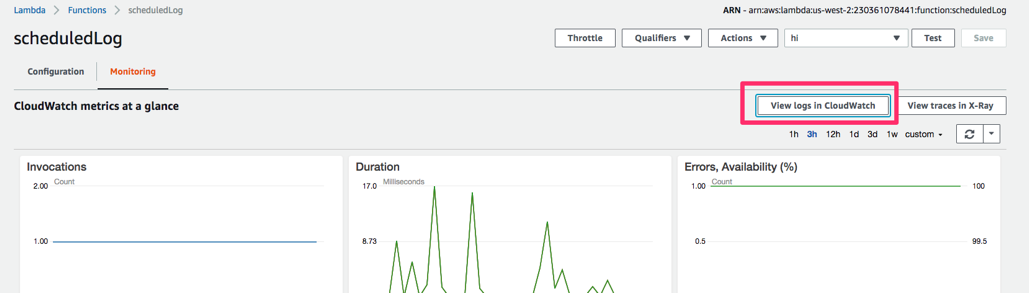 Lambda > Functions > scheduledLog
ARN - arn:aws:lambda:us-west-2:230361078441:function:scheduledLog
scheduledLog
Throttle Qualifiers Actions hi Test Save
Configuration Monitoring
CloudWatch metrics at a glance
View logs in CloudWatch View traces in X-Ray
1h 3h 12h 1d 3d 1w custom
Invocations Duration Errors, Availability (%)
2.00 Count 17.0 Milliseconds 1.00 Count 100
1.00 8.73 0.5 99.5